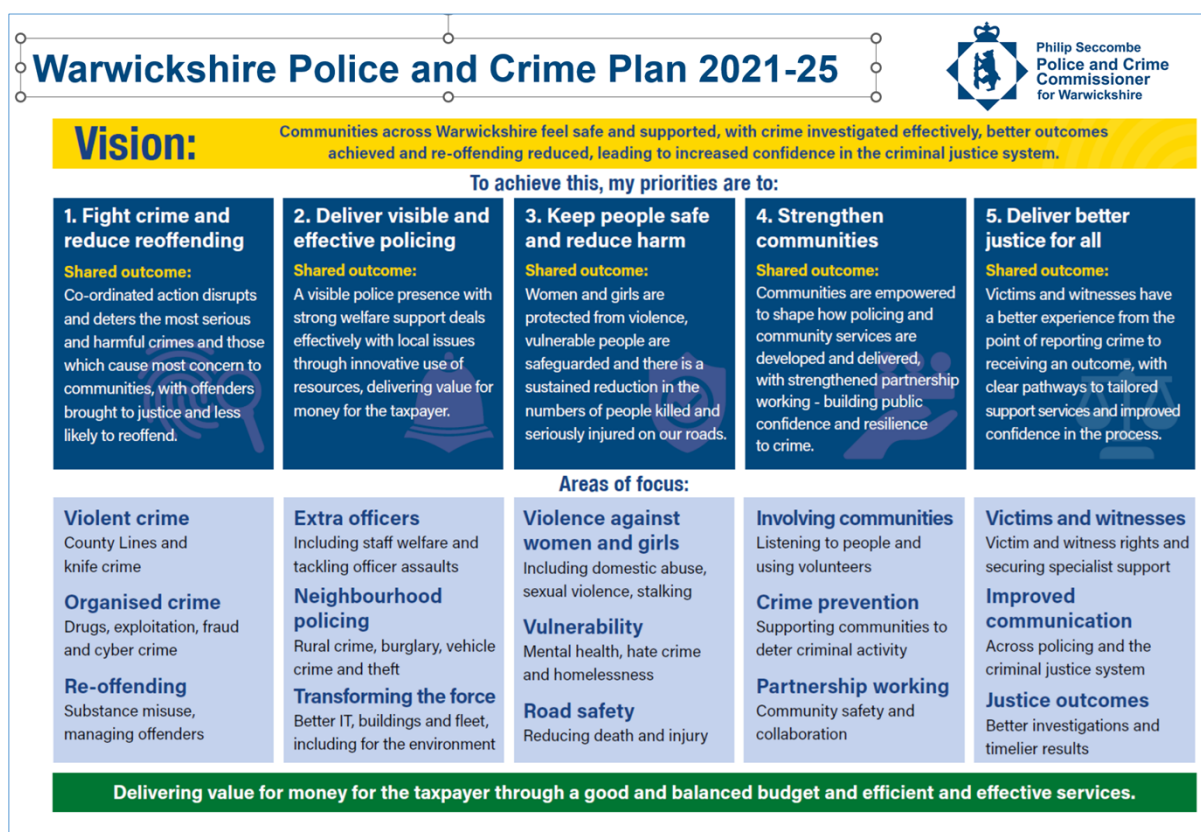 Warwickshire Police and Crime Plan 2021-25
Philip Seccombe
Police and Crime
Commissioner
for Warwickshire
Vision:
Communities across Warwickshire feel safe and supported, with crime investigated effectively, better outcomes
achieved and re-offending reduced, leading to increased confidence in the criminal justice system.
To achieve this, my priorities are to:
1. Fight crime and
reduce reoffending
Shared outcome:
Co-ordinated action disrupts
and deters the most serious
and harmful crimes and those
which cause most concern to
communities, with offenders
brought to justice and less
likely to reoffend.
2. Deliver visible and
effective policing
Shared outcome:
A visible police presence with
strong welfare support deals
effectively with local issues
through innovative use of
resources, delivering value for
money for the taxpayer.
3. Keep people safe
and reduce harm
Shared outcome:
Women and girls are
protected from violence,
vulnerable people are
safeguarded and there is a
sustained reduction in the
numbers of people killed and
seriously injured on our roads.
4. Strengthen
communities
Shared outcome:
Communities are empowered
to shape how policing and
community services are
developed and delivered,
with strengthened partnership
working - building public
confidence and resilience
to crime.
5. Deliver better
justice for all
Shared outcome:
Victims and witnesses have
a better experience from the
point of reporting crime to
receiving an outcome, with
clear pathways to tailored
support services and improved
confidence in the process.
Areas of focus:
Violent crime
County Lines and
knife crime
Organised crime
Drugs, exploitation, fraud
and cyber crime
Re-offending
Substance misuse,
managing offenders
Extra officers
Including staff welfare and
tackling officer assaults
Neighbourhood
policing
Rural crime, burglary, vehicle
crime and theft
Transforming the force
Better IT, buildings and fleet,
including for the environment
Violence against
women and girls
Including domestic abuse,
sexual violence, stalking
Vulnerability
Mental health, hate crime
and homelessness
Road safety
Reducing death and injury
Involving communities
Listening to people and
using volunteers
Crime prevention
Supporting communities to
deter criminal activity
Partnership working
Community safety and
collaboration
Victims and witnesses
Victim and witness rights and
securing specialist support
Improved
communication
Across policing and the
criminal justice system
Justice outcomes
Better investigations and
timelier results
Delivering value for money for the taxpayer through a good and balanced budget and efficient and effective services.